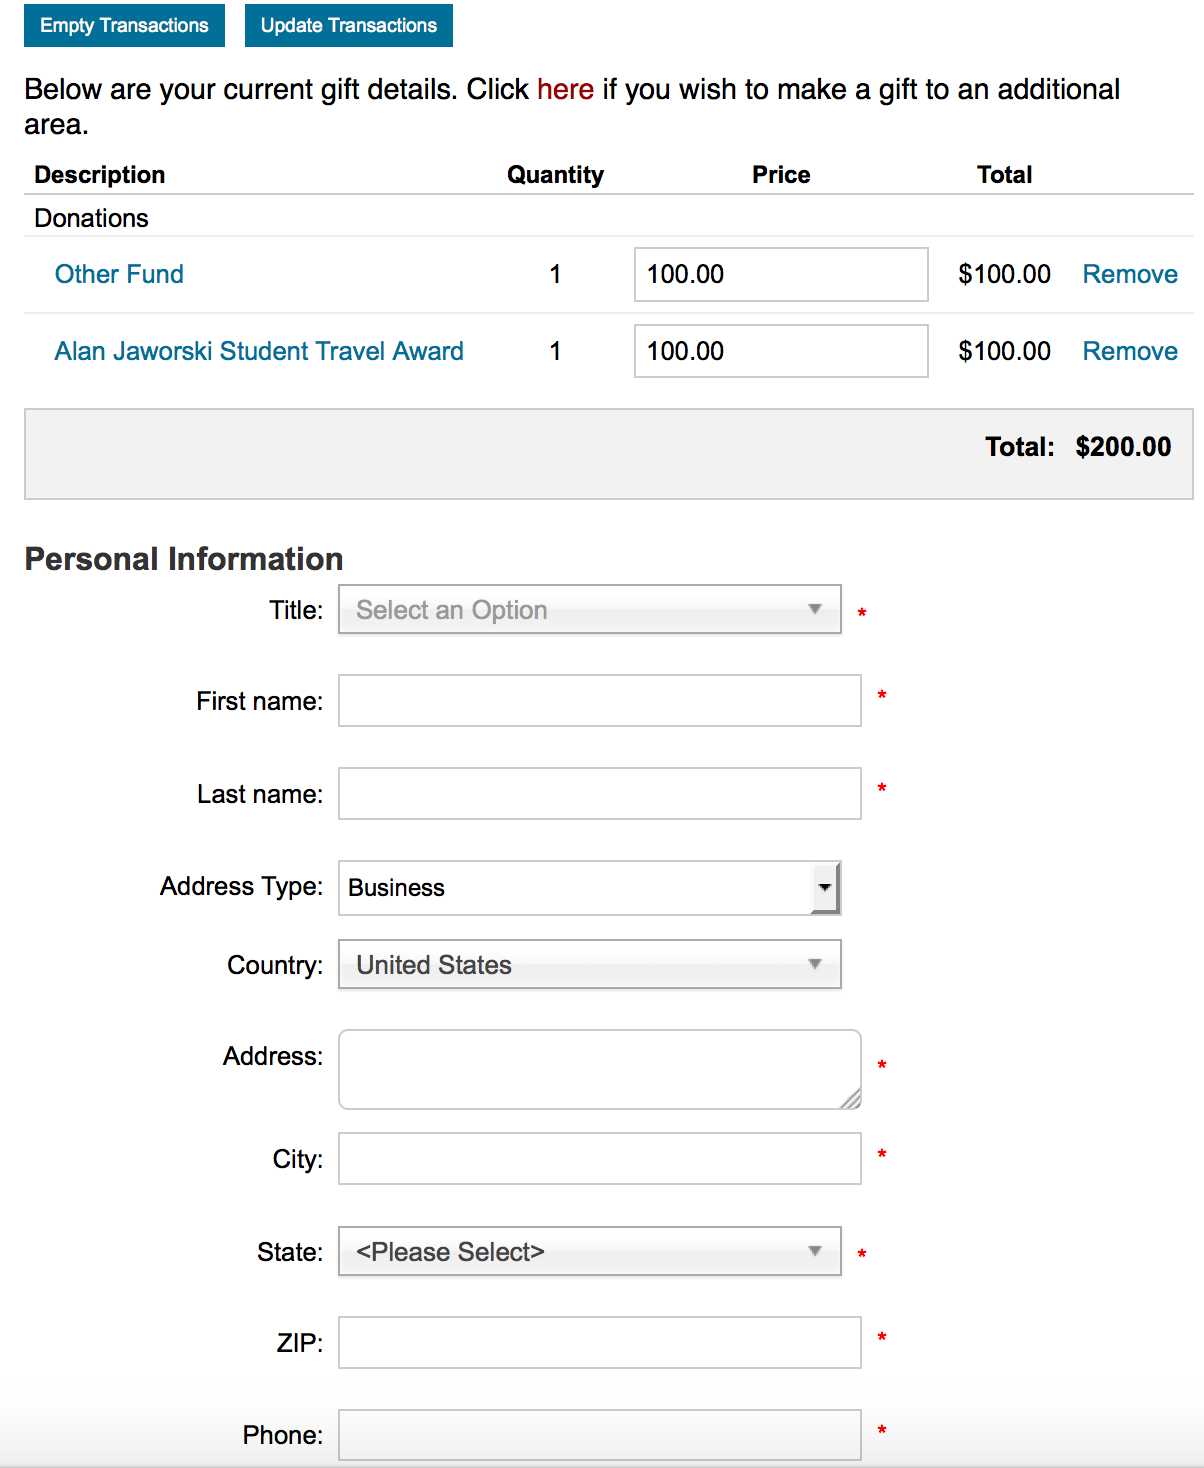 Empty Transactions Update Transactions
Below are your current gift details. Click here if you wish to make a gift to an additional
area.
Description Quantity Price Total
Donations
Other Fund 1 100.00 $100.00 Remove
Alan Jaworski Student Travel Award 1 100.00 $100.00 Remove
Total: $200.00
Personal Information
Title: Select an Option *
First name: *
Last name: *
Address Type: Business
Country: United States
Address: *
City: *
State: <Please Select> *
ZIP: *
Phone: *